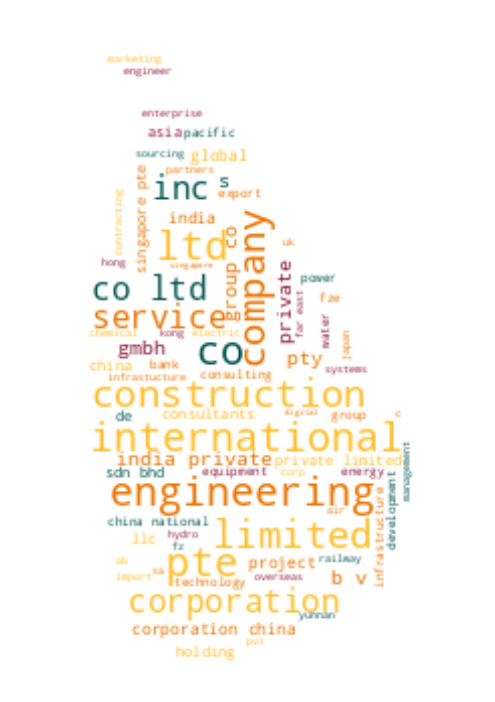 marketing
engineer
enterprise
asia pacific
sourcing global
partners
singapore pte
inc s
export
contracting
india
ltd
group co
company
uk
singapore
hong
co ltd
private
far east
power
fze
service
water
japan
chemical kong electric
gmbh
co
pty
china bank
systems
consulting
infrastucture
construction
de consultants digital group c
international
management
india private private limited
sdn bhd equipment corp energy
engineering
infrastructure
development
air
china national
limited
llc hydro
fz
pte
railway
ab
project
import sa
technology overseas b v
corporation
yunnan
corporation china
pvt
holding